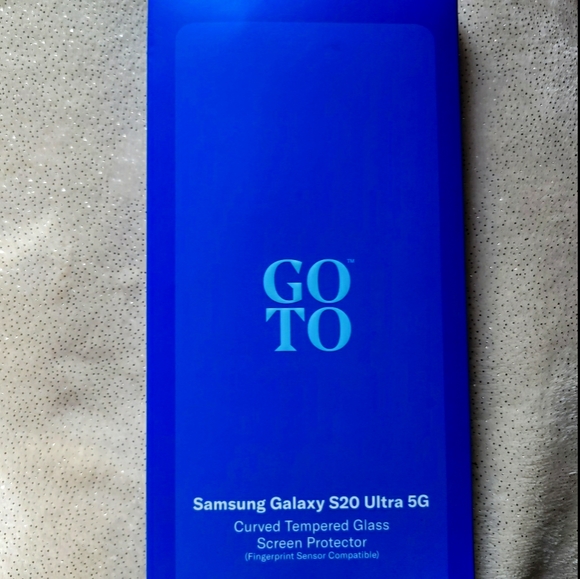 GO™
TO
Samsung Galaxy S20 Ultra 5G
Curved Tempered Glass
Screen Protector
(Fingerprint Sensor Compatible)